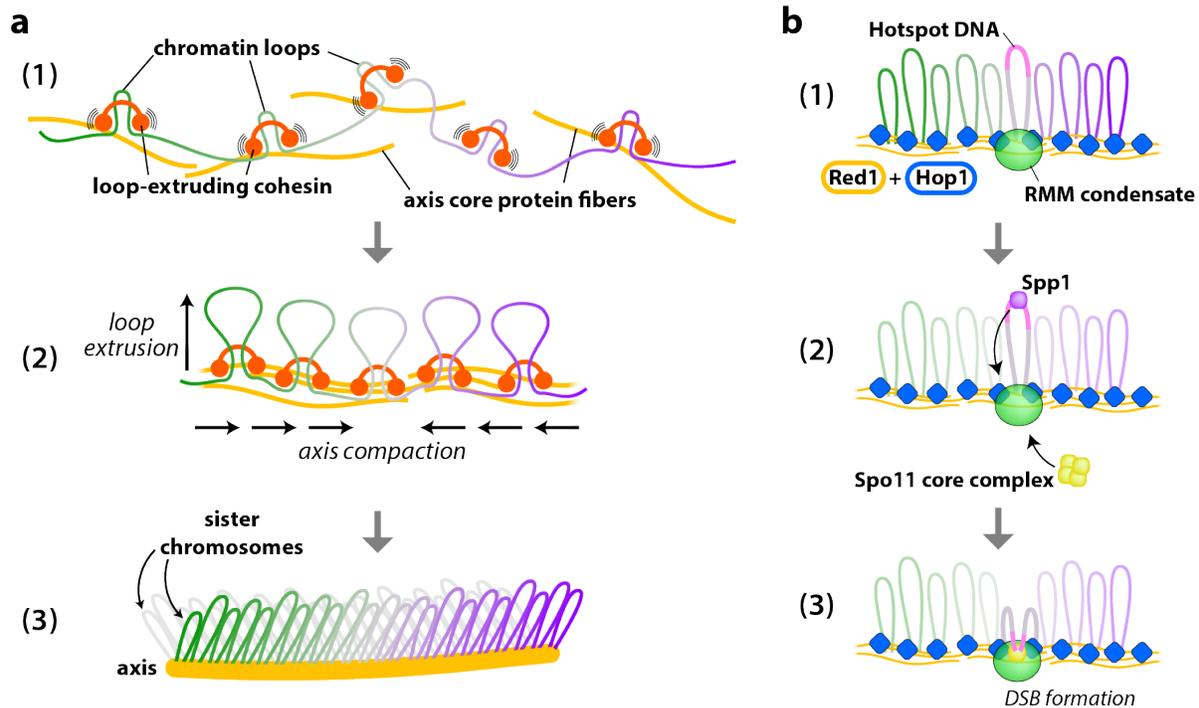 a
chromatin loops
(1)
loop-extruding cohesin
axis core protein fibers
loop
extrusion
(2)
axis compaction
sister
chromosomes
(3)
axis
b
Hotspot DNA
(1)
Red1 + Hop1
RMM condensate
Spp1
(2)
Spo11 core complex
(3)
DSB formation